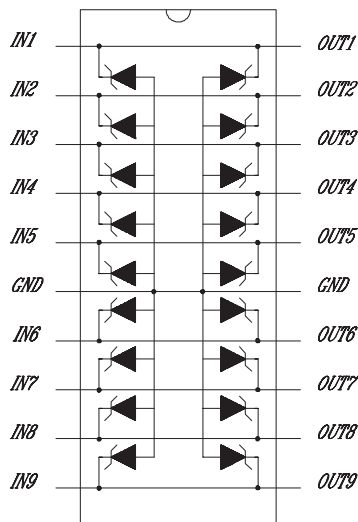 IN1 OUT1
IN2 OUT2
IN3 OUT3
IN4 OUT4
IN5 OUT5
GND GND
IN6 OUT6
IN7 OUT7
IN8 OUT8
IN9 OUT9